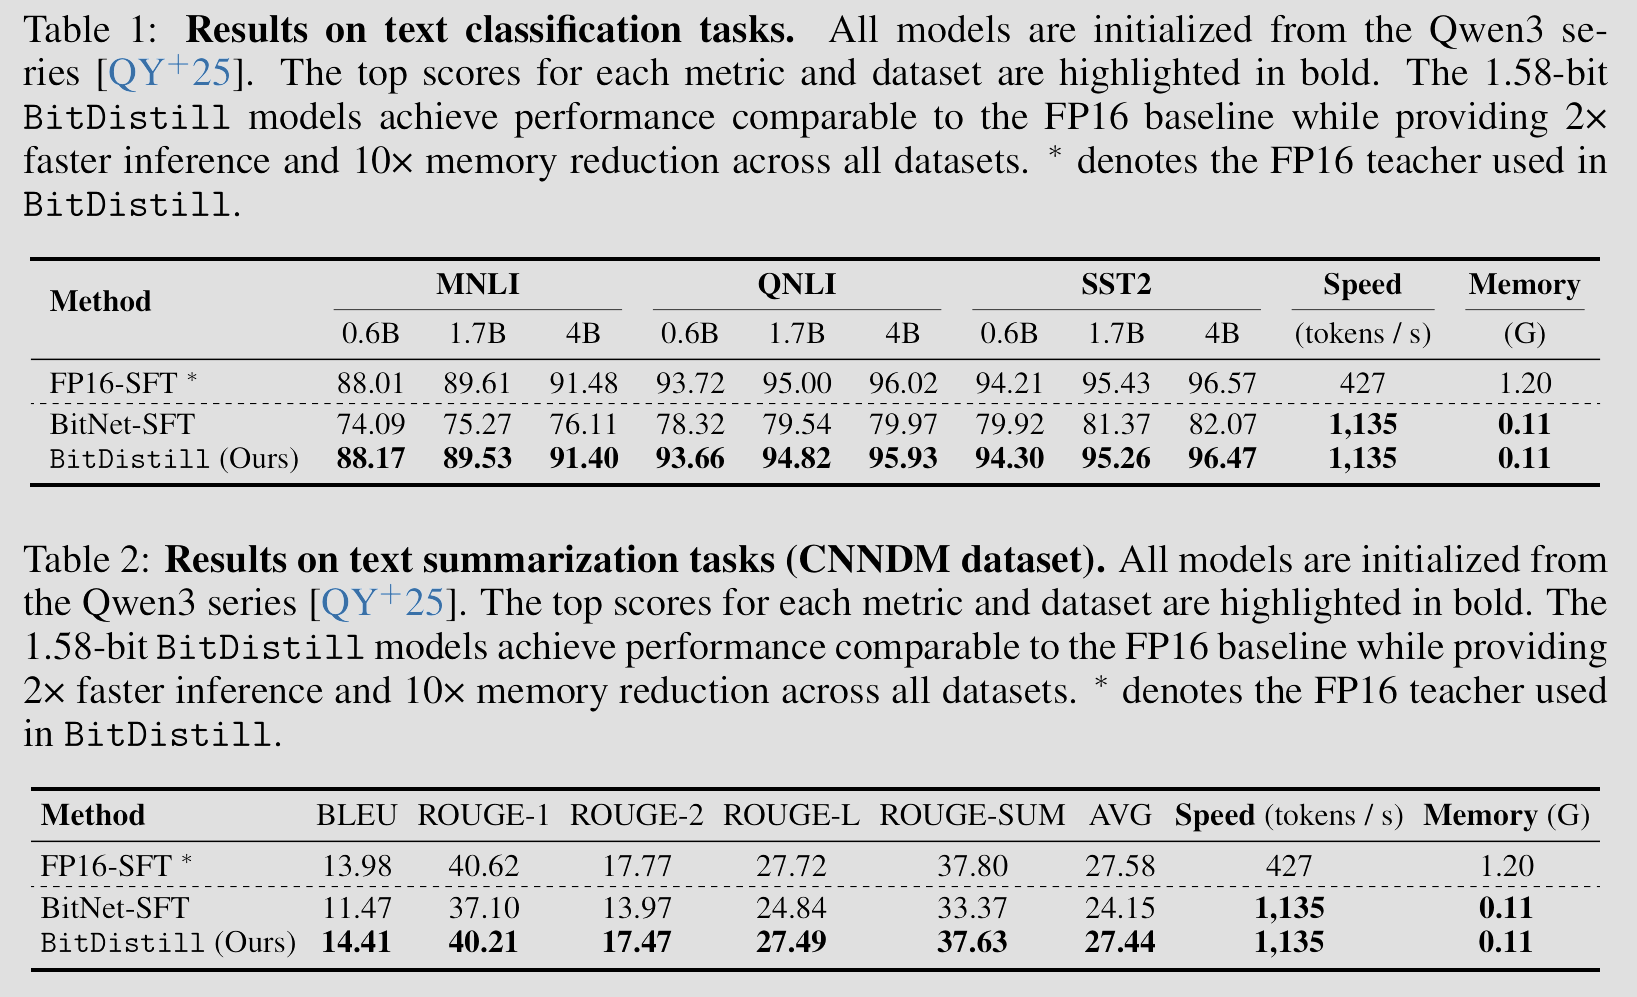 Table 1: Results on text classification tasks. All models are initialized from the Qwen3 se-
ries [QY+25]. The top scores for each metric and dataset are highlighted in bold. The 1.58-bit
BitDistill models achieve performance comparable to the FP16 baseline while providing 2×
faster inference and 10× memory reduction across all datasets. * denotes the FP16 teacher used in
BitDistill.
Method MNLI QNLI SST2 Speed Memory
0.6B 1.7B 4B 0.6B 1.7B 4B 0.6B 1.7B 4B (tokens / s) (G)
FP16-SFT * 88.01 89.61 91.48 93.72 95.00 96.02 94.21 95.43 96.57 427 1.20
BitNet-SFT 74.09 75.27 76.11 78.32 79.54 79.97 79.92 81.37 82.07 1,135 0.11
BitDistill (Ours) 88.17 89.53 91.40 93.66 94.82 95.93 94.30 95.26 96.47 1,135 0.11
Table 2: Results on text summarization tasks (CNNDM dataset). All models are initialized from
the Qwen3 series [QY+25]. The top scores for each metric and dataset are highlighted in bold. The
1.58-bit BitDistill models achieve performance comparable to the FP16 baseline while providing
2× faster inference and 10× memory reduction across all datasets. * denotes the FP16 teacher used
in BitDistill.
Method BLEU ROUGE-1 ROUGE-2 ROUGE-L ROUGE-SUM AVG Speed (tokens / s) Memory (G)
FP16-SFT * 13.98 40.62 17.77 27.72 37.80 27.58 427 1.20
BitNet-SFT 11.47 37.10 13.97 24.84 33.37 24.15 1,135 0.11
BitDistill (Ours) 14.41 40.21 17.47 27.49 37.63 27.44 1,135 0.11